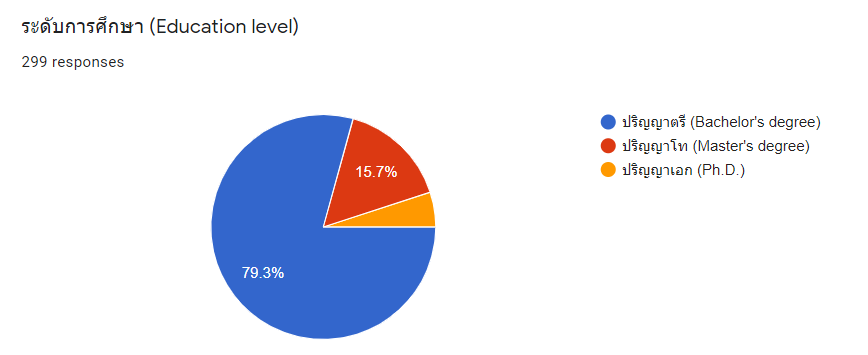 ระดับการศึกษา (Education level)
299 responses
ปริญญาตรี (Bachelor's degree)
ปริญญาโท (Master's degree)
ปริญญาเอก (Ph.D.)
15.7%
79.3%